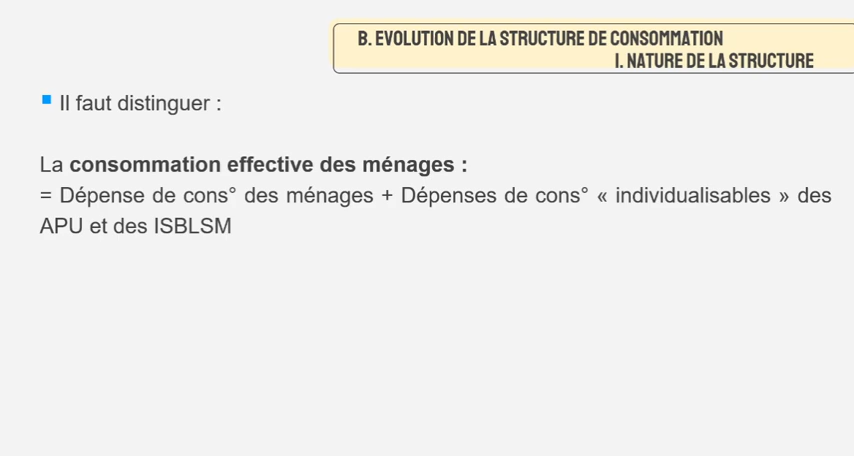 B. EVOLUTION DE LA STRUCTURE DE CONSOMMATION
I. NATURE DE LA STRUCTURE
Il faut distinguer :
La consommation effective des ménages :
= Dépense de cons° des ménages + Dépenses de cons° « individualisables » des
APU et des ISBLSM